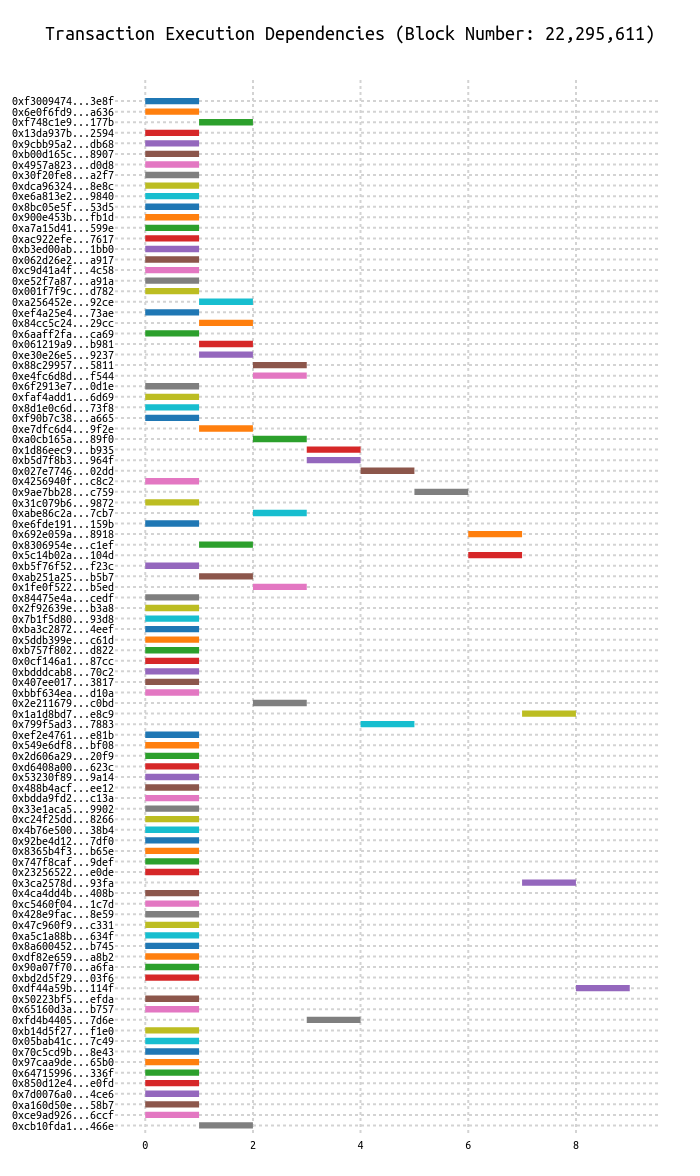 Transaction Execution Dependencies (Block Number: 22,295,611)
0xf3009474...3e8f
0x6e0f6fd9...a636
0xf748c1e9...177b
0x13da937b...2594
0x9cbb95a2...db68
0xb00d165c...8907
0x4957a823...d0d8
0x30f20fe8...a2f7
0xdca96324...8e8c
0xe6a813e2...9840
0x8bc05e5f...53d5
0x900e453b...fb1d
0xa7a15d41...599e
0xac922efe...7617
0xb3ed00ab...1bb0
0x062d26e2...a917
0xc9d41a4f...4c58
0xe52f7a87...a91a
0x001f7f9c...d782
0xa256452e...92ce
0xef4a25e4...73ae
0x84cc5c24...29cc
0x6aaff2fa...ca69
0x061219a9...b981
0xe30e26e5...9237
0x88c29957...5811
0xe4fc6d8d...f544
0x6f2913e7...0d1e
0xfaf4add1...6d69
0x8d1e0c6d...73f8
0xf90b7c38...a665
0xe7dfc6d4...9f2e
0xa0cb165a...89f0
0x1d86eec9...b935
0xb5d7f8b3...964f
0x027e7746...02dd
0x4256940f...c8c2
0x9ae7bb28...c759
0x31c079b6...9872
0xabe86c2a...7cb7
0xe6fde191...159b
0x692e059a...8918
0x8306954e...c1ef
0x5c14b02a...104d
0xb5f76f52...f23c
0xab251a25...b5b7
0x1fe0f522...b5ed
0x84475e4a...cedf
0x2f92639e...b3a8
0x7b1f5d80...93d8
0xba3c2872...4eef
0x5ddb399e...c61d
0xb757f802...d822
0x0cf146a1...87cc
0xbdddcab8...70c2
0x407ee017...3817
0xbbf634ea...d10a
0x2e211679...c0bd
0x1a1d8bd7...e8c9
0x799f5ad3...7883
0xef2e4761...e81b
0x549e6df8...bf08
0x2d606a29...20f9
0xd6408a00...623c
0x53230f89...9a14
0x488b4acf...ee12
0xbdda9fd2...c13a
0x33e1aca5...9902
0xc24f25dd...8266
0x4b76e500...38b4
0x92be4d12...7df0
0x8365b4f3...b65e
0x747f8caf...9def
0x23256522...e0de
0x3ca2578d...93fa
0x4ca4dd4b...408b
0xc5460f04...1c7d
0x428e9fac...8e59
0x47c960f9...c331
0xa5c1a88b...634f
0x8a600452...b745
0xdf82e659...a8b2
0x90a07f70...a6fa
0xbd2d5f29...03f6
0xdf44a59b...114f
0x50223bf5...efda
0x65160d3a...b757
0xfd4b4405...7d6e
0xb14d5f27...f1e0
0x05bab41c...7c49
0x70c5cd9b...8e43
0x97caa9de...65b0
0x64715996...336f
0x850d12e4...e0fd
0x7d0076a0...4ce6
0xa160d50e...58b7
0xce9ad926...6ccf
0xcb10fda1...466e
0 2 4 6 8